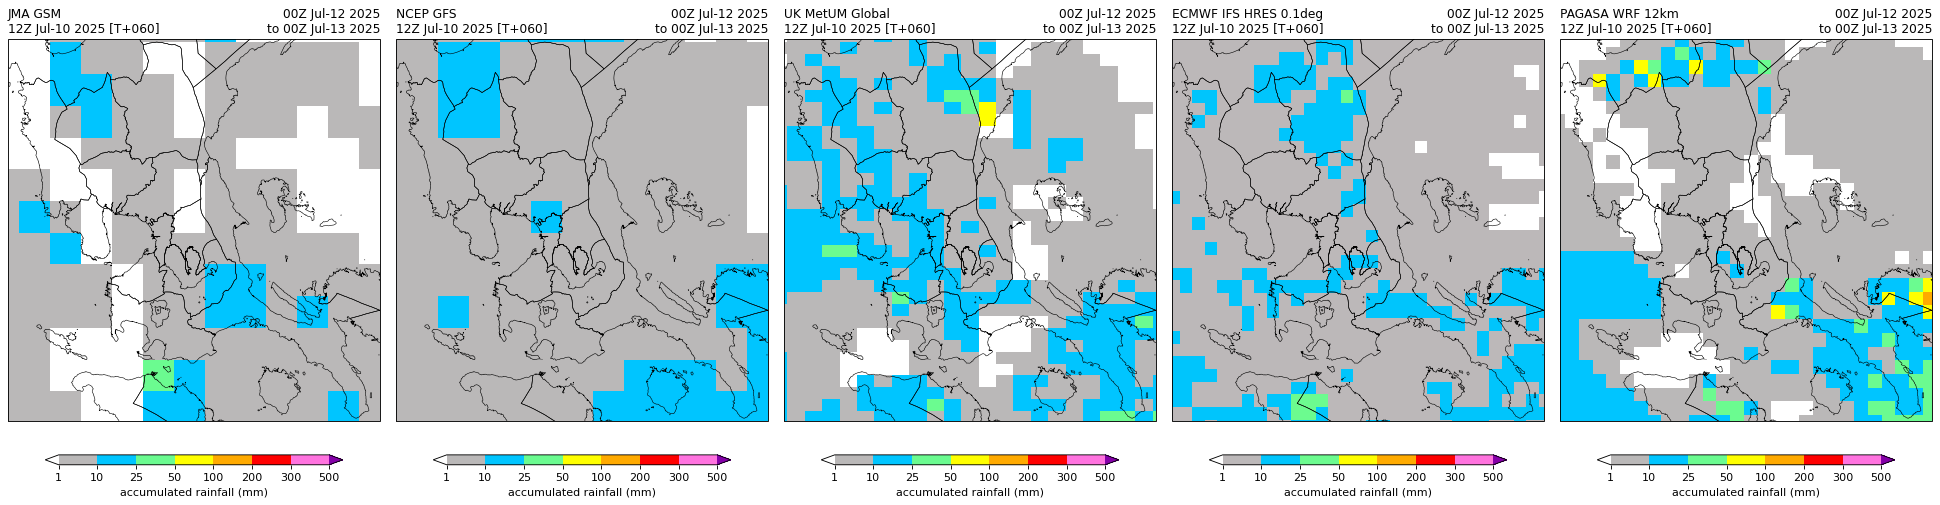 JMA GSM 00Z Jul-12 2025
12Z Jul-10 2025 [T+060] to 00Z Jul-13 2025
NCEP GFS 00Z Jul-12 2025
12Z Jul-10 2025 [T+060] to 00Z Jul-13 2025
UK MetUM Global 00Z Jul-12 2025
12Z Jul-10 2025 [T+060] to 00Z Jul-13 2025
ECMWF IFS HRES 0.1deg 00Z Jul-12 2025
12Z Jul-10 2025 [T+060] to 00Z Jul-13 2025
PAGASA WRF 12km 00Z Jul-12 2025
12Z Jul-10 2025 [T+060] to 00Z Jul-13 2025
1 10 25 50 100 200 300 500
accumulated rainfall (mm)
1 10 25 50 100 200 300 500
accumulated rainfall (mm)
1 10 25 50 100 200 300 500
accumulated rainfall (mm)
1 10 25 50 100 200 300 500
accumulated rainfall (mm)
1 10 25 50 100 200 300 500
accumulated rainfall (mm)